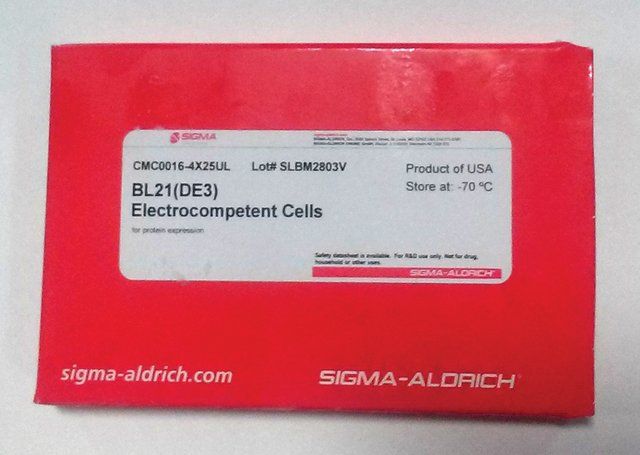 SIGMA
CMC0016-4X25UL Lot# SLBM2803V
Product of USA
BL21(DE3)
Store at: -70 ºC
Electrocompetent Cells
for protein expression
Safety datasheet is available. For R&D use only. Not for drug,
household or other uses.
SIGMA-ALDRICH
sigma-aldrich.com
SIGMA-ALDRICH